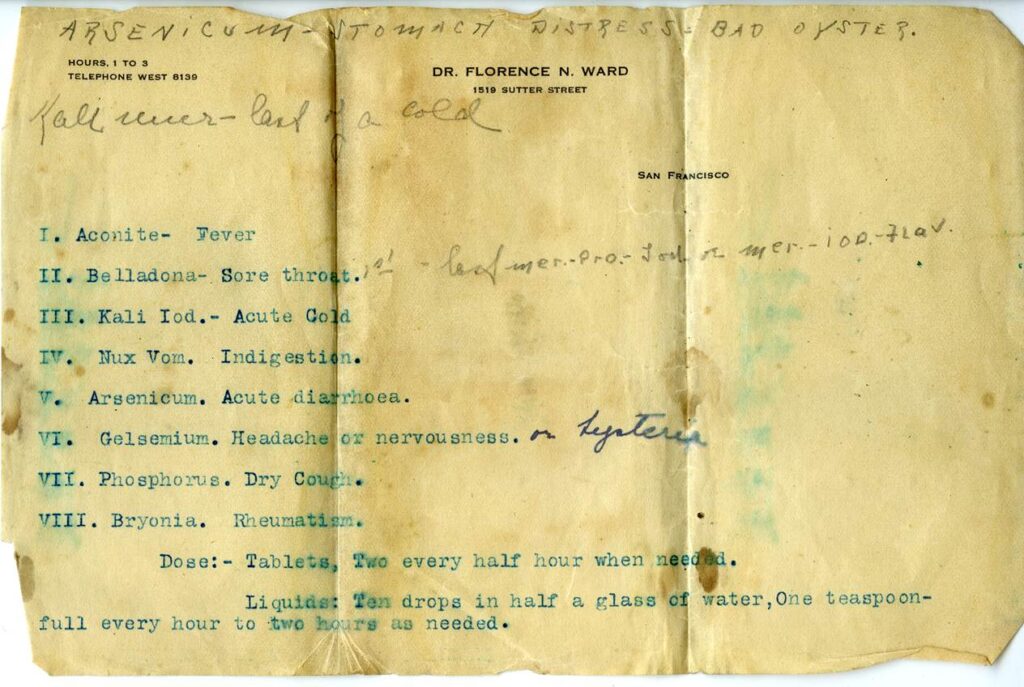 ARSENICUM - STOMACH DISTRESS - BAD OYSTER.
HOURS, 1 TO 3
TELEPHONE WEST 8139
DR. FLORENCE N. WARD
1519 SUTTER STREET
Kali mur - last of a cold
SAN FRANCISCO
I. Aconite- Fever
II. Belladona- Sore throat. 1st - last mer.-pro.-Iod. or mer.-iod.-flav.
III. Kali Iod.- Acute Cold
IV. Nux Vom. Indigestion.
V. Arsenicum. Acute diarrhoea.
VI. Gelsemium. Headache or nervousness. or hysteria
VII. Phosphorus. Dry Cough.
VIII. Bryonia. Rheumatism.
Dose:- Tablets, Two every half hour when needed.
Liquids: Ten drops in half a glass of water,One teaspoon-
full every hour to two hours as needed.